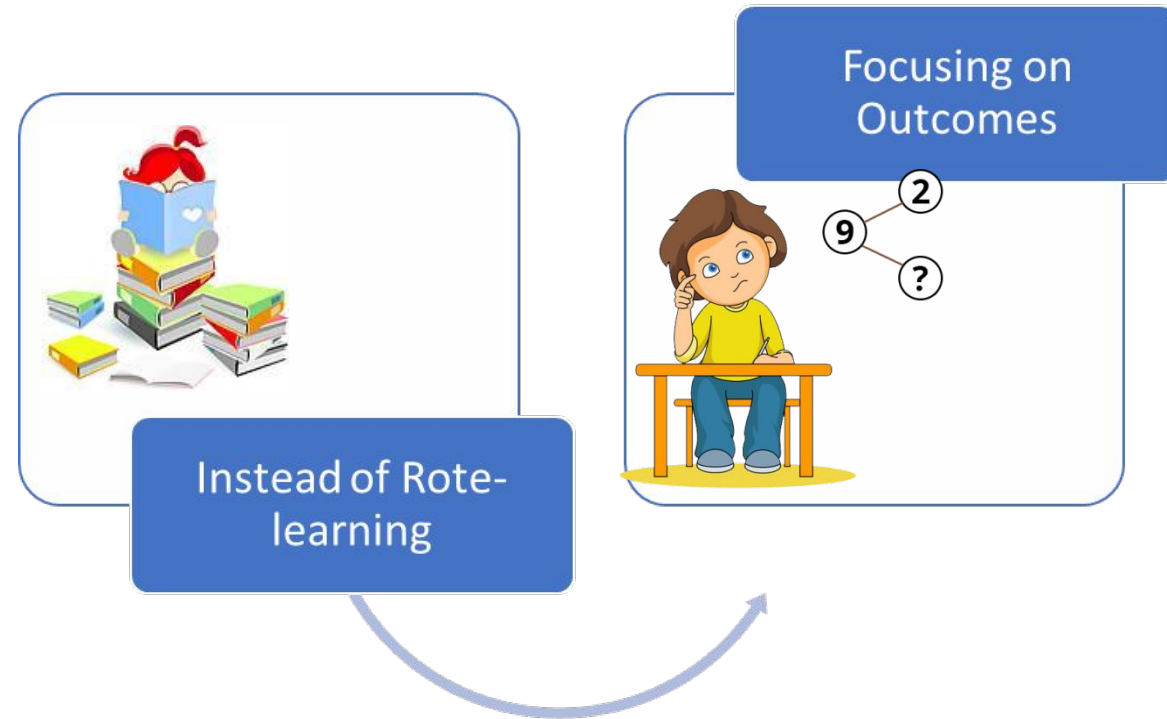 Instead of Rote-
learning
Focusing on
Outcomes
2
9
?